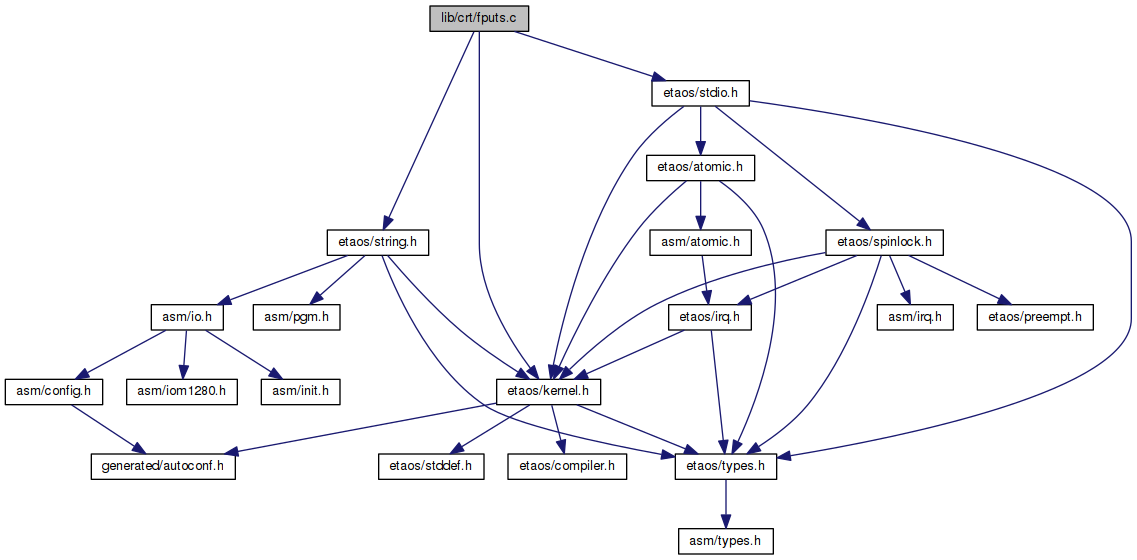 lib/crt/fputs.c
etaos/stdio.h
etaos/atomic.h
etaos/string.h
asm/atomic.h
etaos/spinlock.h
asm/io.h
asm/pgm.h
etaos/irq.h
asm/irq.h
etaos/preempt.h
asm/config.h
asm/iom1280.h
asm/init.h
etaos/kernel.h
generated/autoconf.h
etaos/stddef.h
etaos/compiler.h
etaos/types.h
asm/types.h